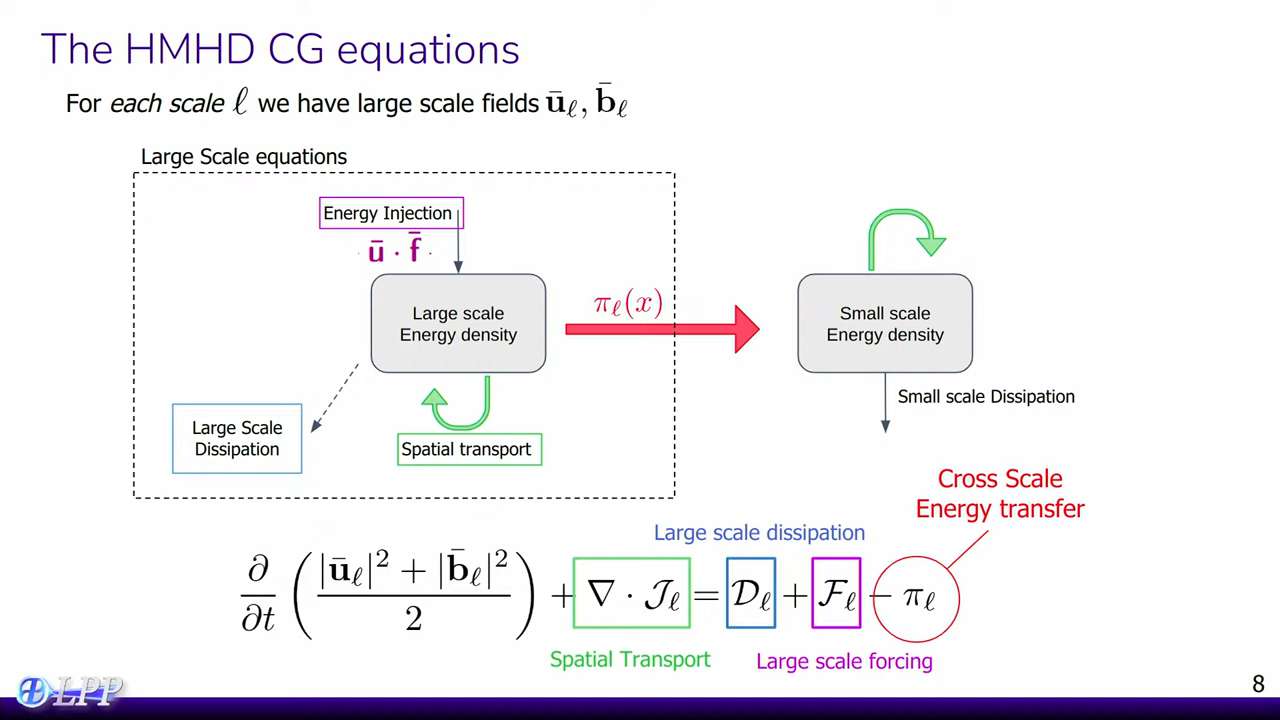 The HMHD CG equations
For each scale ℓ we have large scale fields ū_ℓ, b̄_ℓ
Large Scale equations
Energy Injection
ū · f̄
Large scale
Energy density
π_ℓ(x)
Small scale
Energy density
Large Scale
Dissipation
Spatial transport
Small scale Dissipation
Cross Scale
Energy transfer
Large scale dissipation
∂/∂t ( (|ū_ℓ|² + |b̄_ℓ|²) / 2 ) + ∇ · 𝒥_ℓ = 𝒟_ℓ + ℱ_ℓ − π_ℓ
Spatial Transport
Large scale forcing
LPP
8